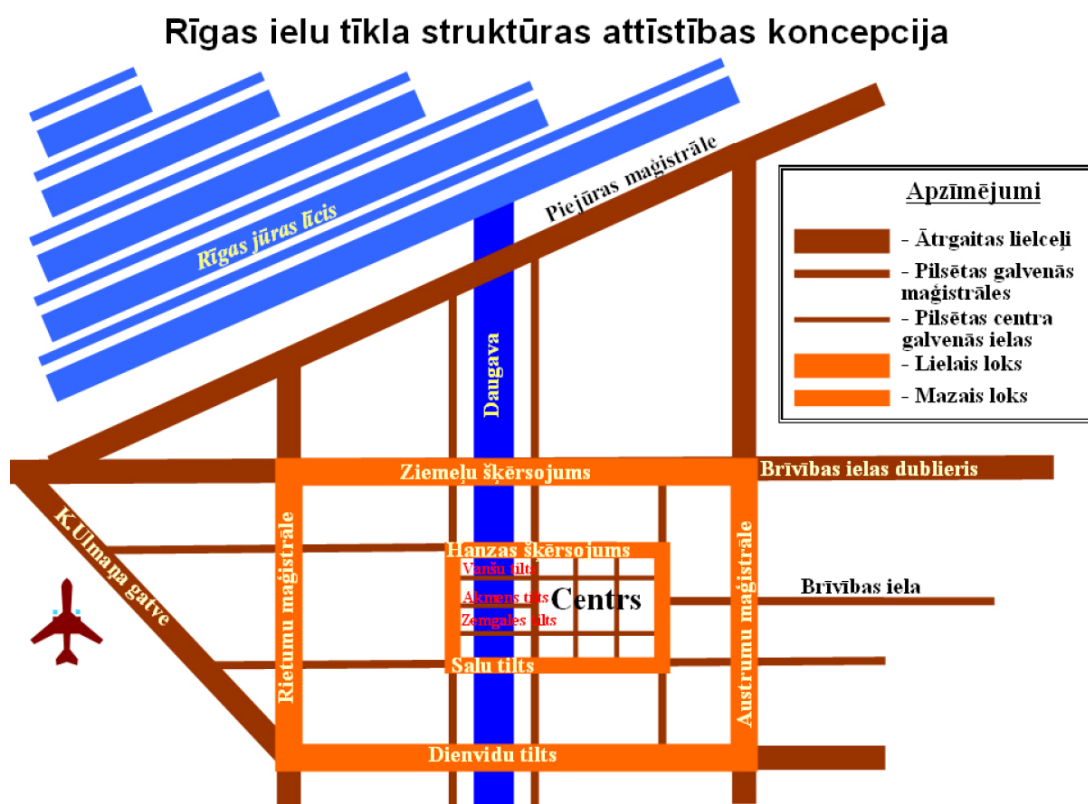 Rīgas ielu tīkla struktūras attīstības koncepcija
Piejūras maģistrāle
Rīgas jūras līcis
Apzīmējumi
- Ātrgaitas lielceļi
- Pilsētas galvenās
maģistrāles
- Pilsētas centra
galvenās ielas
- Lielais loks
- Mazais loks
Daugava
Ziemeļu šķērsojums
Brīvības ielas dublieris
K.Ulmaņa gatve
Rietumu maģistrāle
Hanzas šķērsojums
Vanšu tilts
Akmens tilts
Centrs
Zemgales tilts
Salu tilts
Austrumu maģistrāle
Brīvības iela
Dienvidu tilts